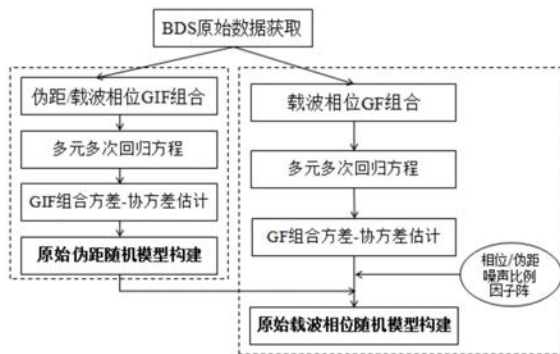 BDS原始数据获取
伪距/载波相位GIF组合
多元多次回归方程
GIF组合方差-协方差估计
原始伪距随机模型构建
载波相位GF组合
多元多次回归方程
GF组合方差-协方差估计
相位/伪距
噪声比例
因子阵
原始载波相位随机模型构建